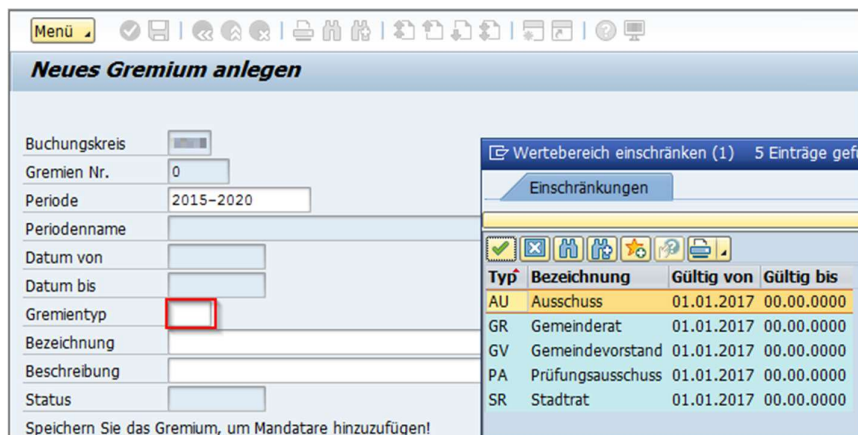 Menü
Neues Gremium anlegen
Buchungskreis
Gremien Nr. 0
Periode 2015-2020
Periodenname
Datum von
Datum bis
Gremientyp
Bezeichnung
Beschreibung
Status
Speichern Sie das Gremium, um Mandatare hinzuzufügen!
Wertebereich einschränken (1) 5 Einträge gef
Einschränkungen
Typ Bezeichnung Gültig von Gültig bis
AU Ausschuss 01.01.2017 00.00.0000
GR Gemeinderat 01.01.2017 00.00.0000
GV Gemeindevorstand 01.01.2017 00.00.0000
PA Prüfungsausschuss 01.01.2017 00.00.0000
SR Stadtrat 01.01.2017 00.00.0000